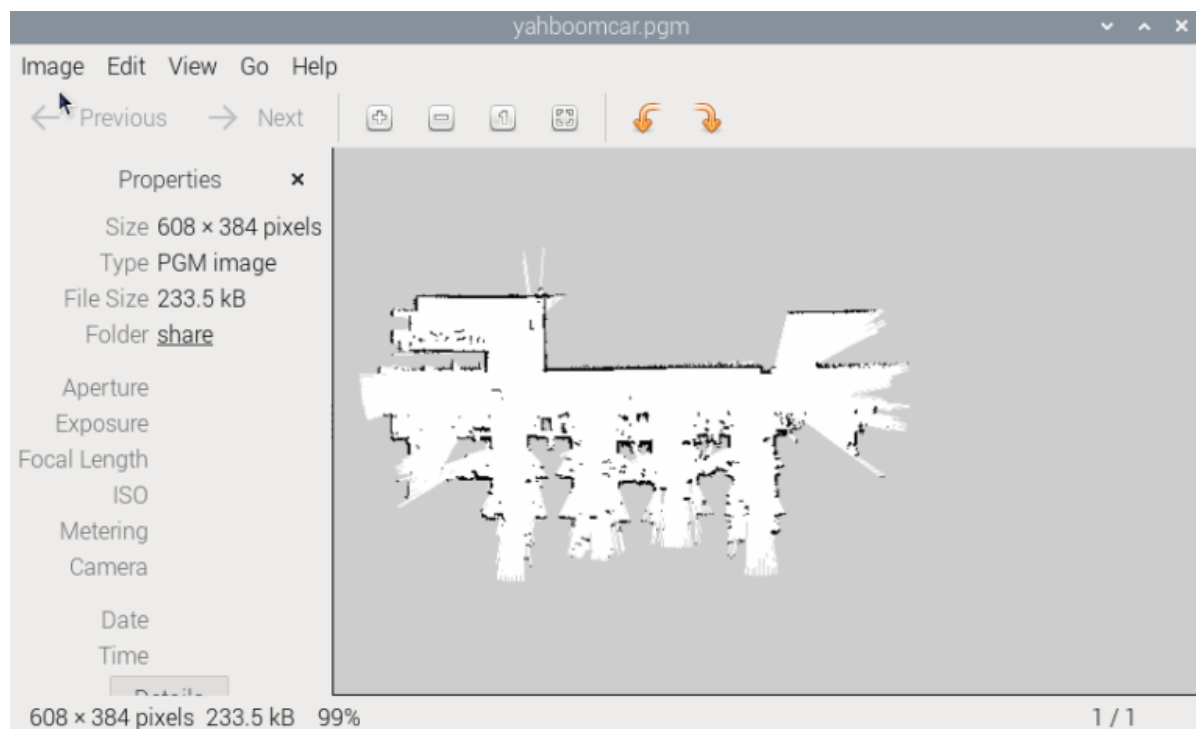 yahboomcar.pgm
Image Edit View Go Help
Previous Next
Properties
Size 608 × 384 pixels
Type PGM image
File Size 233.5 kB
Folder share
Aperture
Exposure
Focal Length
ISO
Metering
Camera
Date
Time
Details
608 × 384 pixels 233.5 kB 99% 1 / 1